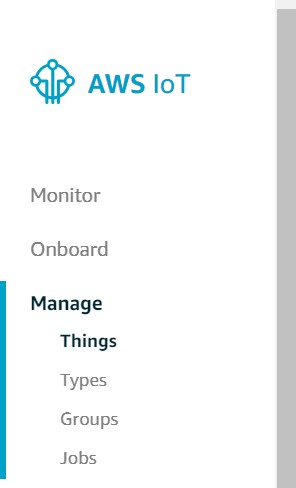 AWS IoT
Monitor
Onboard
Manage
Things
Types
Groups
Jobs